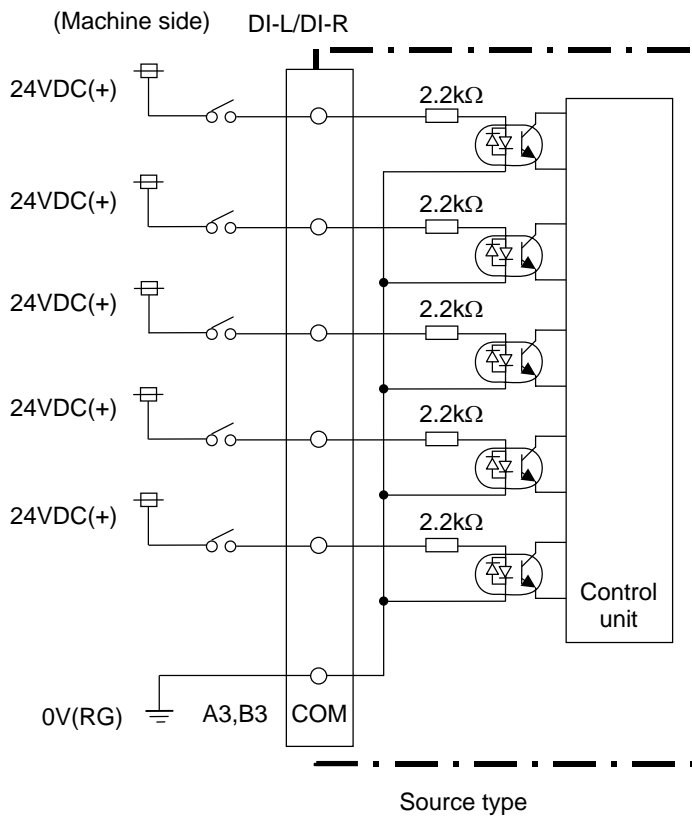 (Machine side) DI-L/DI-R
24VDC(+)
2.2kΩ
24VDC(+)
2.2kΩ
24VDC(+)
2.2kΩ
24VDC(+)
2.2kΩ
24VDC(+)
2.2kΩ
Control
unit
0V(RG) A3,B3 COM
Source type